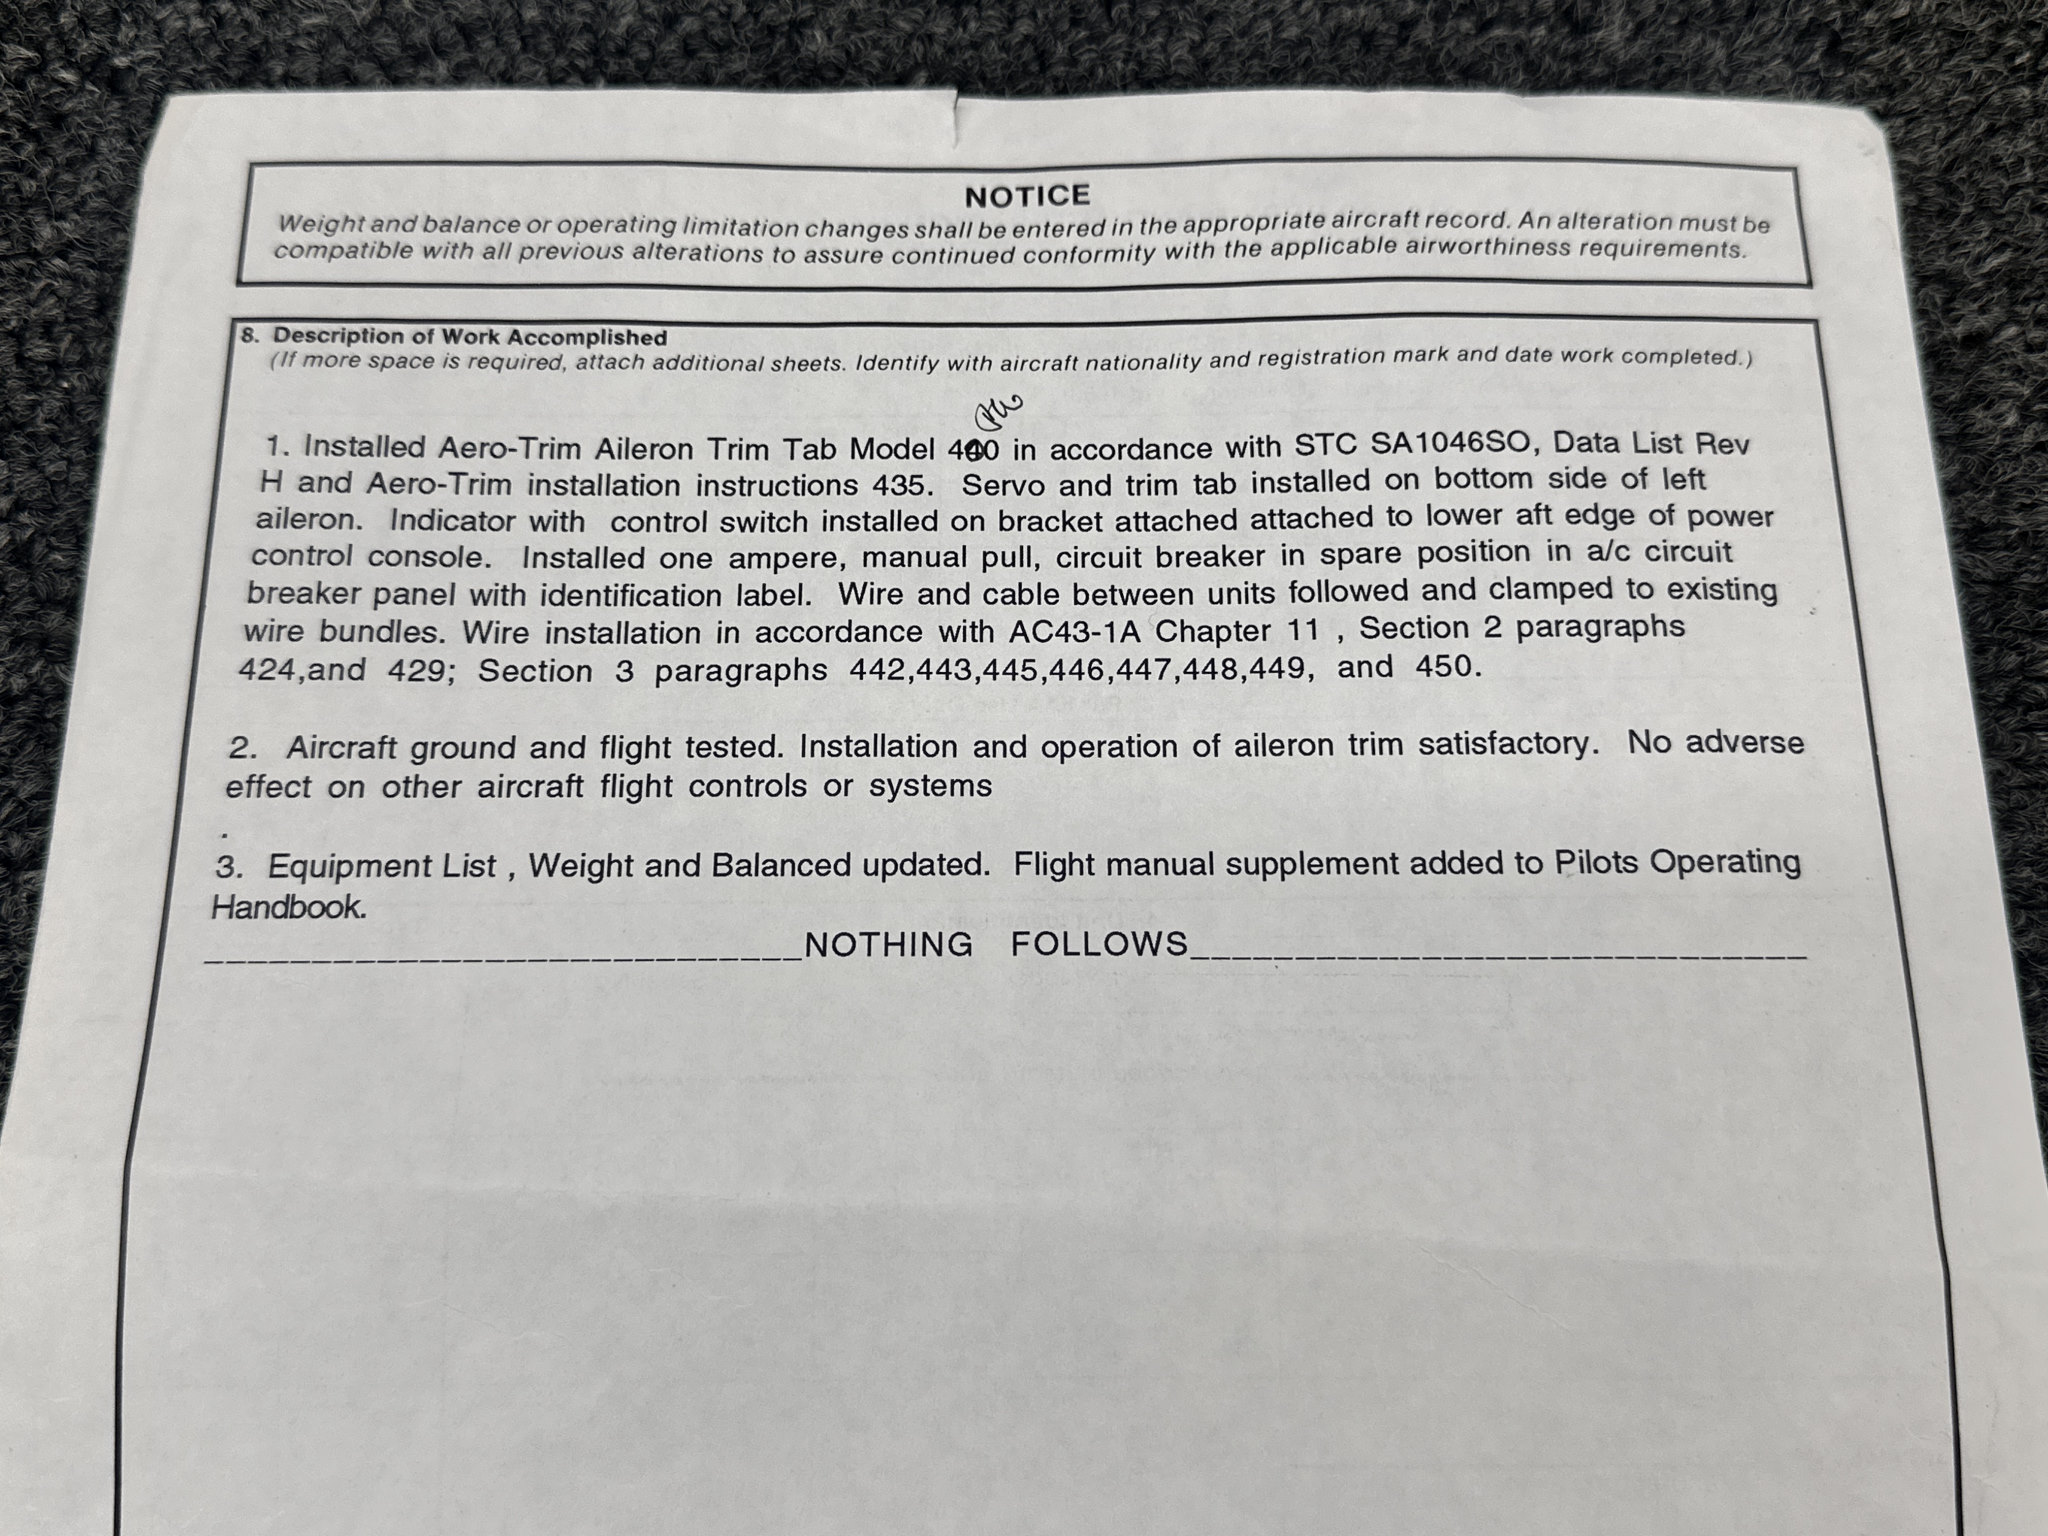 NOTICE
Weight and balance or operating limitation changes shall be entered in the appropriate aircraft record. An alteration must be
compatible with all previous alterations to assure continued conformity with the applicable airworthiness requirements.
8. Description of Work Accomplished
(If more space is required, attach additional sheets. Identify with aircraft nationality and registration mark and date work completed.)
1. Installed Aero-Trim Aileron Trim Tab Model in accordance with STC SA1046SO, Data List Rev
H and Aero-Trim installation instructions 435. Servo and trim tab installed on bottom side of left
aileron. Indicator with control switch installed on bracket attached attached to lower aft edge of power
control console. Installed one ampere, manual pull, circuit breaker in spare position in a/c circuit
breaker panel with identification label. Wire and cable between units followed and clamped to existing
wire bundles. Wire installation in accordance with AC43-1A Chapter 11 , Section 2 paragraphs
424,and 429; Section 3 paragraphs 442,443,445,446,447,448,449, and 450.
2. Aircraft ground and flight tested. Installation and operation of aileron trim satisfactory. No adverse
effect on other aircraft flight controls or systems
.
3. Equipment List , Weight and Balanced updated. Flight manual supplement added to Pilots Operating
Handbook.
____________________________NOTHING FOLLOWS_____________________________